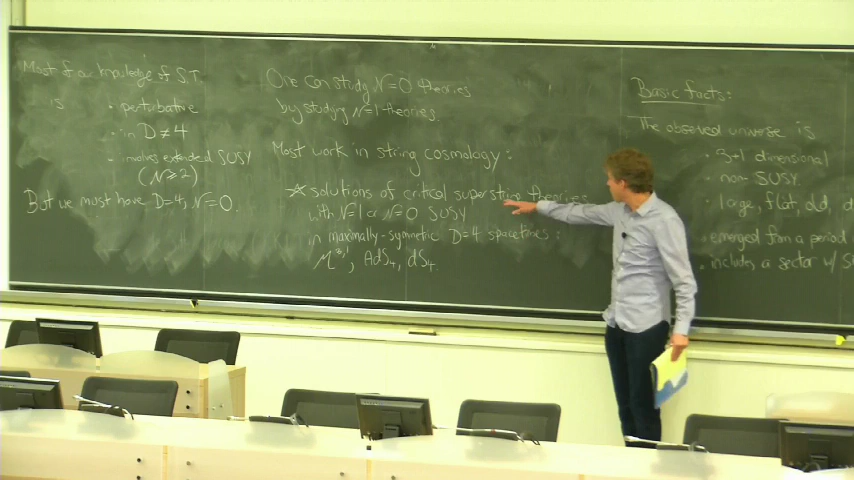 Most of our knowledge of S.T.
is • perturbative
• in D ≠ 4
• involves extended SUSY
(N ≥ 2)
But we must have D=4, N=0.
One can study N=0 theories
by studying N=1 theories.
Most work in string cosmology:
* solutions of critical superstring theories
with N=1 or N=0 SUSY
in maximally-symmetric D=4 spacetimes:
M³,¹, AdS₄, dS₄.
Basic facts:
The observed universe is
• 3+1 dimensional
• non-SUSY
• large, flat, old, d
• emerged from a period
• includes a sector w/